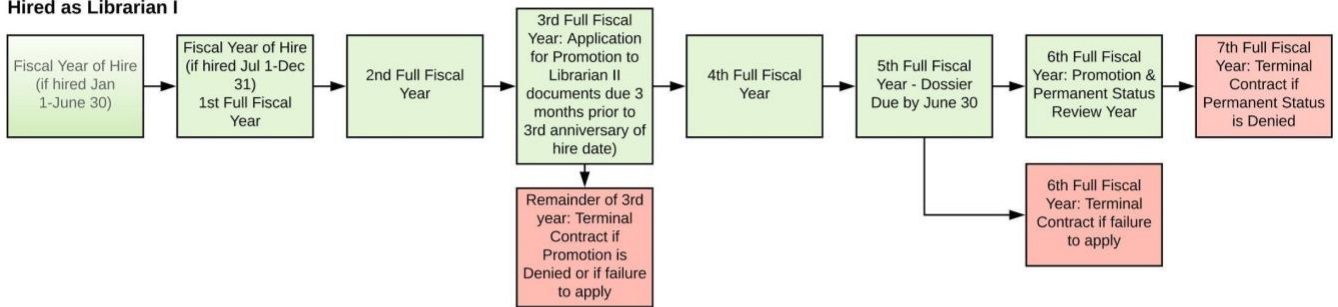 Hired as Librarian I
Fiscal Year of Hire
(if hired Jan
1-June 30)
Fiscal Year of Hire
(if hired Jul 1-Dec
31)
1st Full Fiscal
Year
2nd Full Fiscal
Year
3rd Full Fiscal
Year: Application
for Promotion to
Librarian II
documents due 3
months prior to
3rd anniversary of
hire date)
Remainder of 3rd
year: Terminal
Contract if
Promotion is
Denied or if failure
to apply
4th Full Fiscal
Year
5th Full Fiscal
Year - Dossier
Due by June 30
6th Full Fiscal
Year: Promotion &
Permanent Status
Review Year
6th Full Fiscal
Year: Terminal
Contract if failure
to apply
7th Full Fiscal
Year: Terminal
Contract if
Permanent Status
is Denied